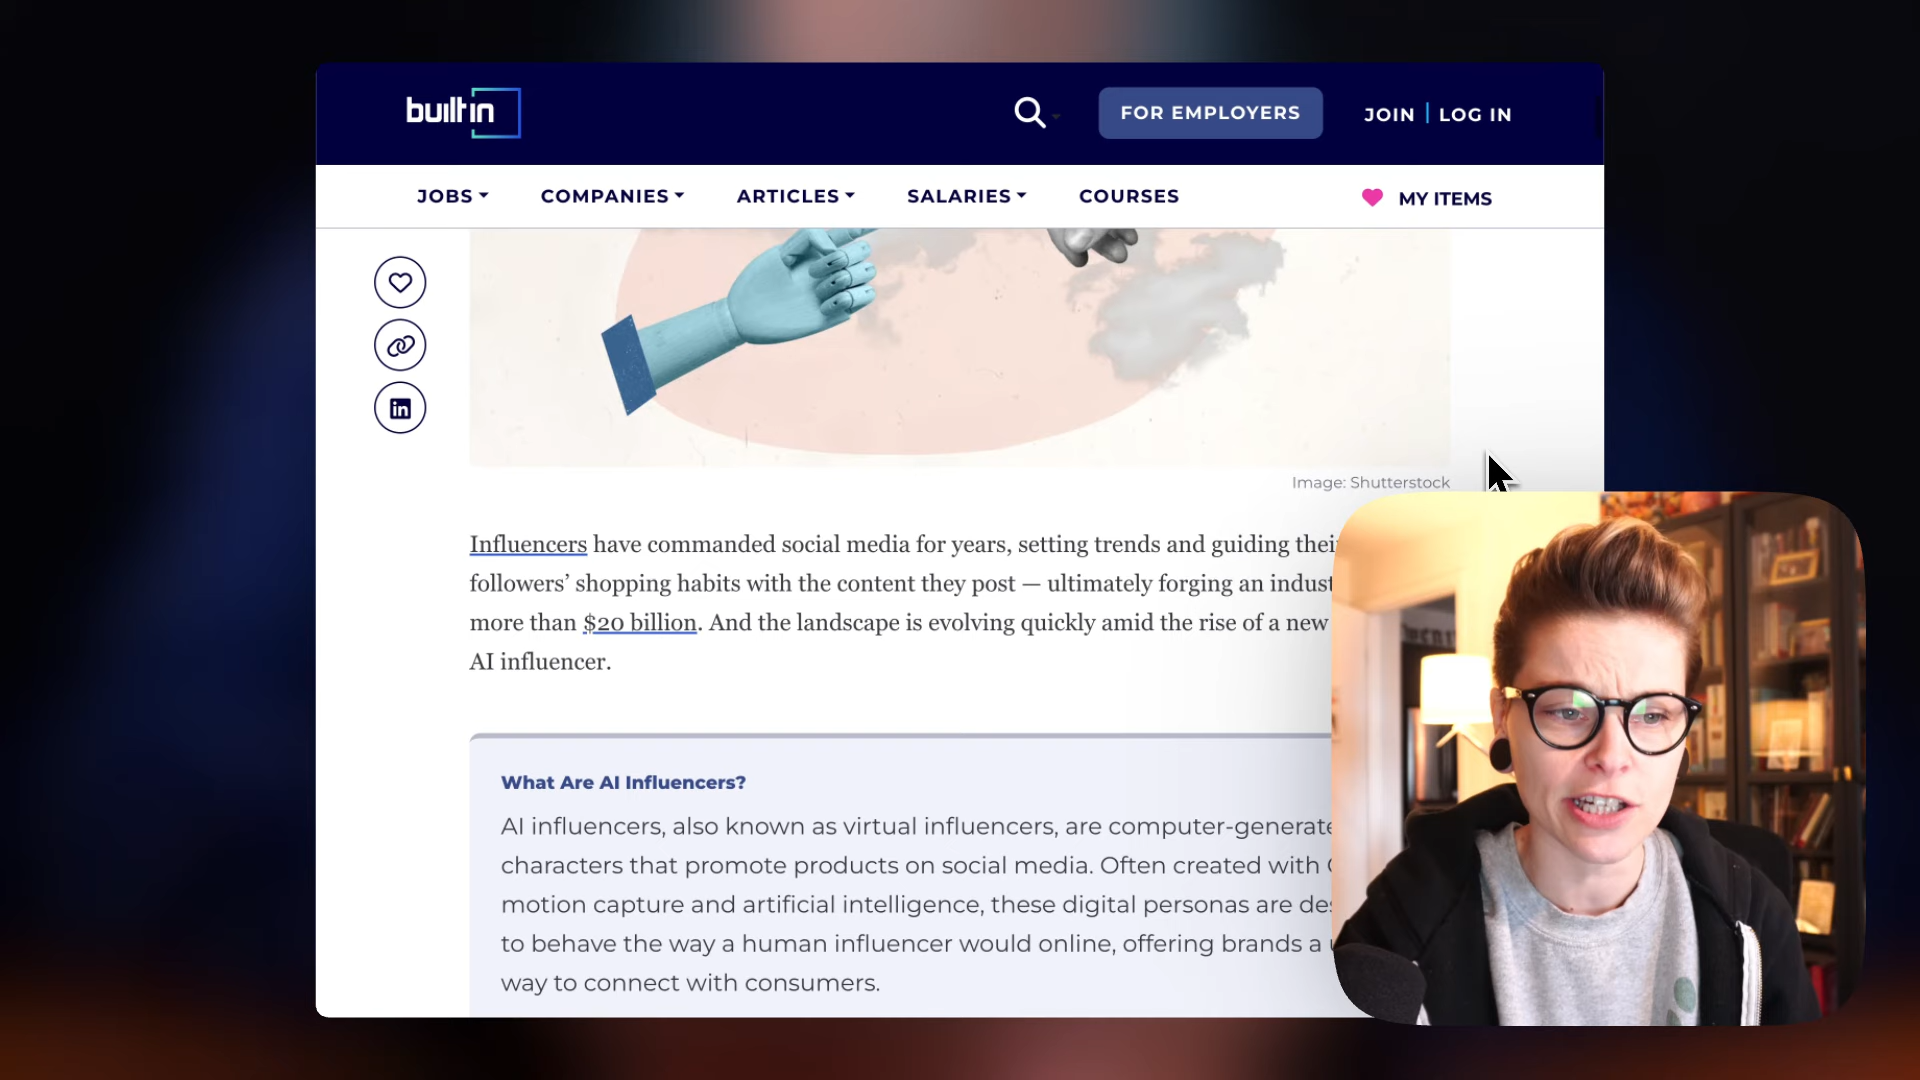 builtin
FOR EMPLOYERS
JOIN | LOG IN
JOBS COMPANIES ARTICLES SALARIES COURSES MY ITEMS
in
Image: Shutterstock
Influencers have commanded social media for years, setting trends and guiding their
followers’ shopping habits with the content they post — ultimately forging an
more than $20 billion. And the landscape is evolving quickly amid the rise of a new
AI influencer.
What Are AI Influencers?
AI influencers, also known as virtual influencers, are
characters that promote products on social media. Often created with
motion capture and artificial intelligence, these digital personas are
to behave the way a human influencer would online, offering brands a
way to connect with consumers.